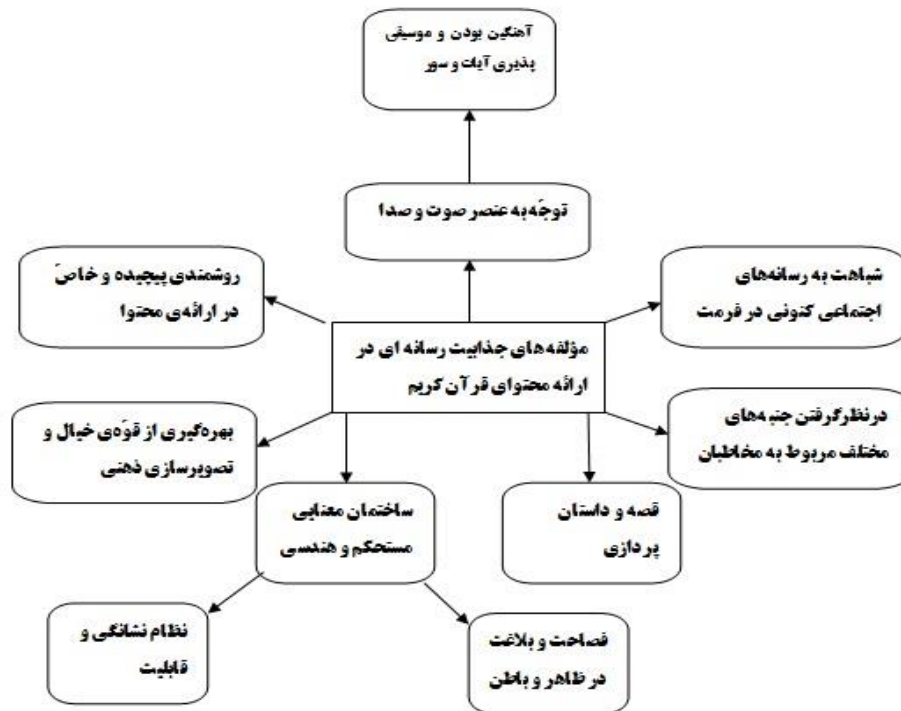 آهنگین بودن و موسیقی
پذیری آیات و سور
توجّه به عنصر صوت و صدا
شباهت به رسانه‌های
اجتماعی کنونی در فرمت
روشمندی پیچیده و خاصّ
در ارائه‌ی محتوا
مؤلفه‌های جذابیت رسانه ای در
ارائه محتوای قرآن کریم
درنظرگرفتن جنبه‌های
مختلف مربوط به مخاطبان
بهره‌گیری از قوّه‌ی خیال و
تصویرسازی ذهنی
قصه و داستان
پردازی
ساختمان معنایی
مستحکم و هندسی
فصاحت و بلاغت
در ظاهر و باطن
نظام نشانگی و
قابلیت